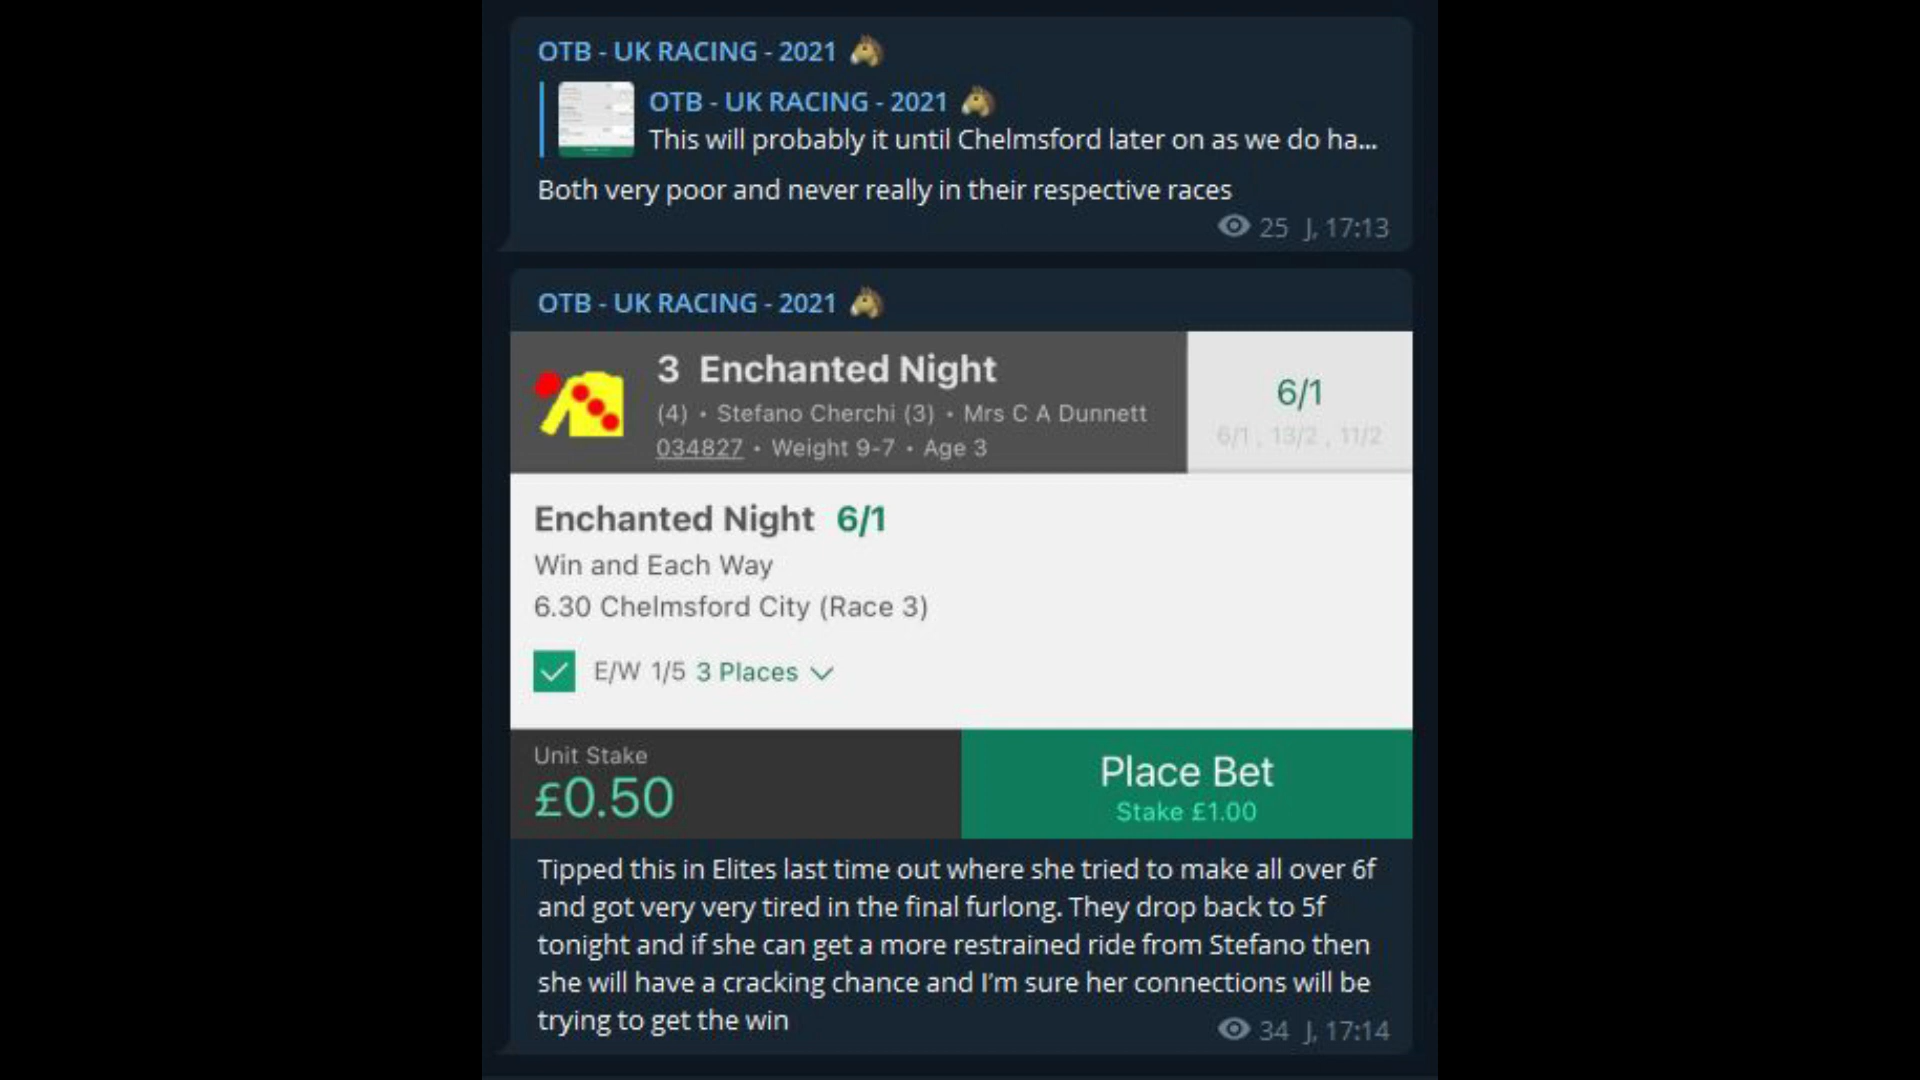 OTB - UK RACING - 2021
OTB - UK RACING - 2021
This will probably it until Chelmsford later on as we do ha...
Both very poor and never really in their respective races
25 J, 17:13
OTB - UK RACING - 2021
3 Enchanted Night
(4) • Stefano Cherchi (3) • Mrs C A Dunnett
034827 • Weight 9-7 • Age 3
6/1
6/1 , 13/2 , 11/2
Enchanted Night 6/1
Win and Each Way
6.30 Chelmsford City (Race 3)
E/W 1/5 3 Places
Unit Stake
£0.50
Place Bet
Stake £1.00
Tipped this in Elites last time out where she tried to make all over 6f
and got very very tired in the final furlong. They drop back to 5f
tonight and if she can get a more restrained ride from Stefano then
she will have a cracking chance and I’m sure her connections will be
trying to get the win
34 J, 17:14